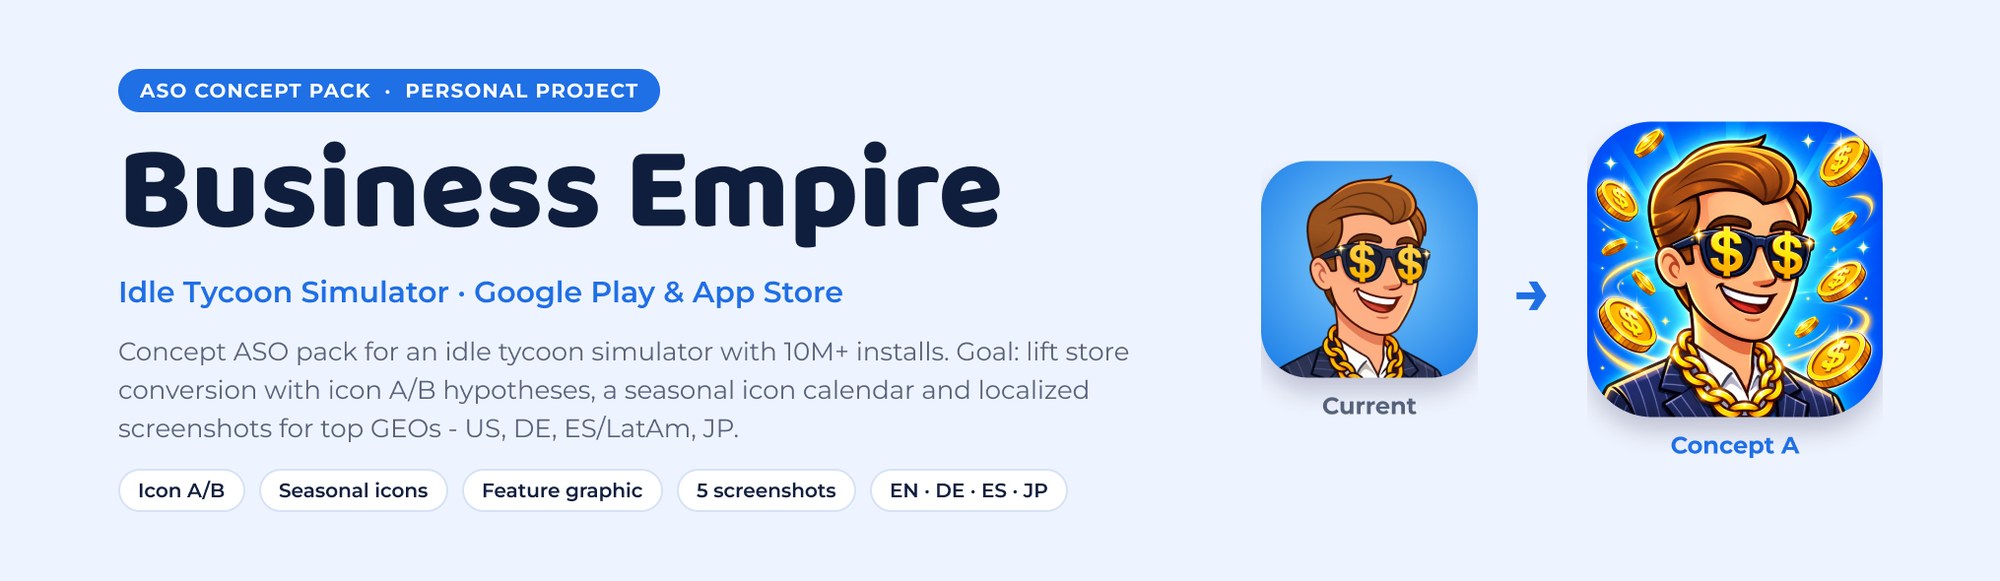 ASO CONCEPT PACK · PERSONAL PROJECT
Business Empire
Idle Tycoon Simulator · Google Play & App Store
Concept ASO pack for an idle tycoon simulator with 10M+ installs. Goal: lift store
conversion with icon A/B hypotheses, a seasonal icon calendar and localized
screenshots for top GEOs - US, DE, ES/LatAm, JP.
Icon A/B
Seasonal icons
Feature graphic
5 screenshots
EN · DE · ES · JP
$ $
Current
$ $
$
$
$
$
$
Concept A